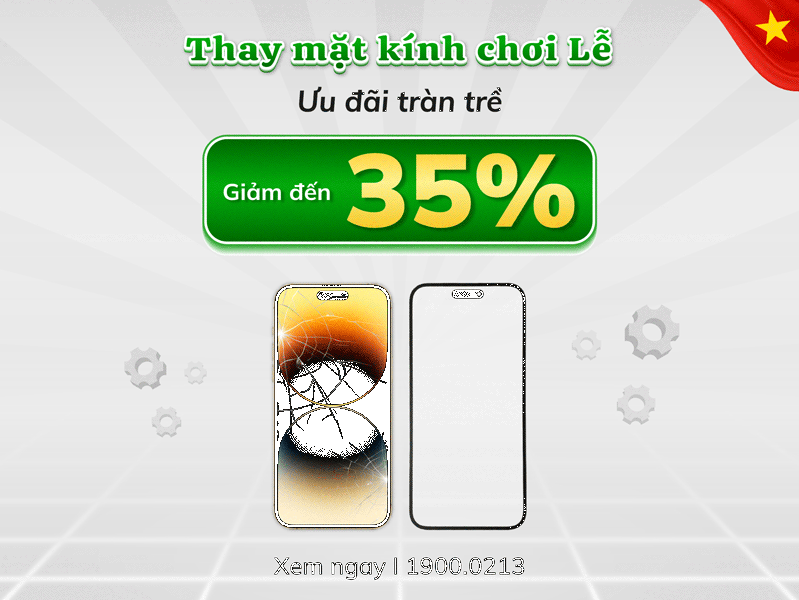 Thay mặt kính chơi Lễ
Ưu đãi tràn trề
Giảm đến 35%
Xem ngay | 1900.0213